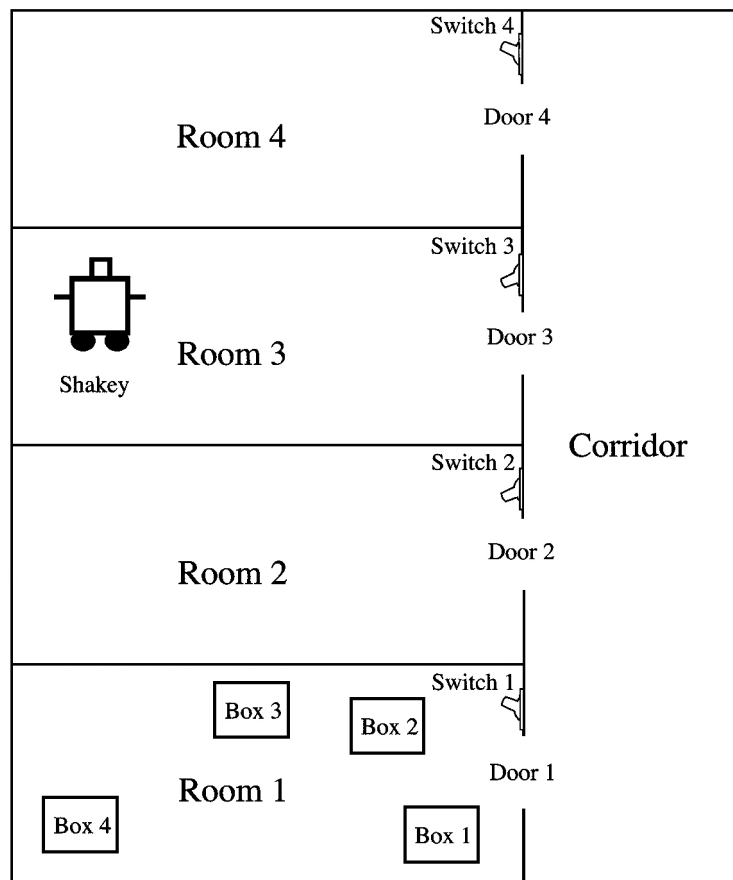 Switch 4
Door 4
Room 4
Switch 3
Door 3
Room 3
Shakey
Corridor
Switch 2
Door 2
Room 2
Switch 1
Box 3
Box 2
Door 1
Room 1
Box 4
Box 1